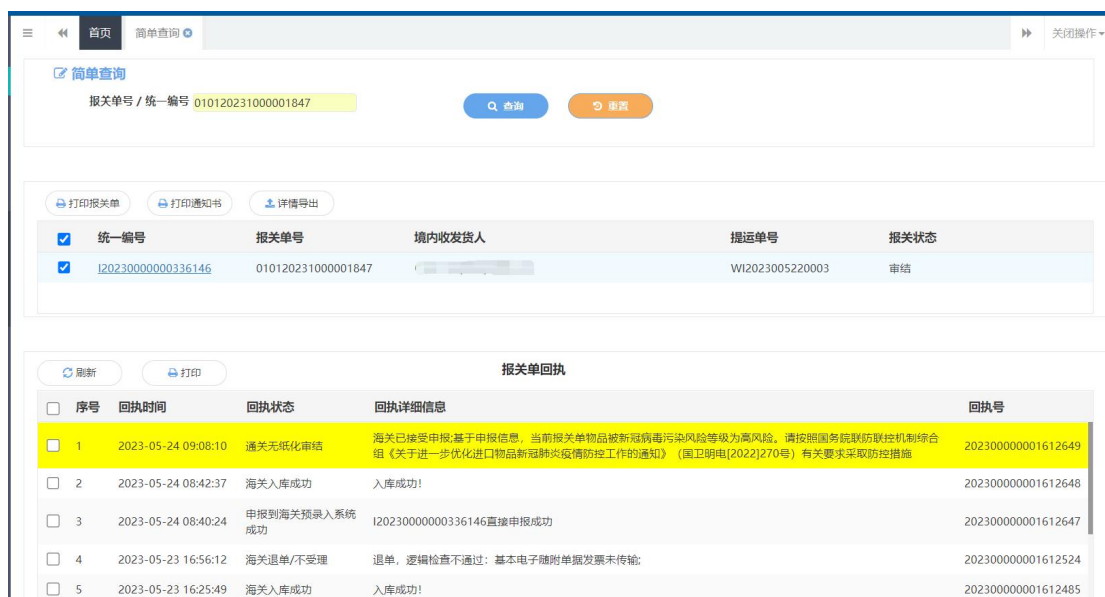 首页 简单查询 关闭操作
简单查询
报关单号 / 统一编号 010120231000001847 查询 重置
打印报关单 打印通知书 详情导出
统一编号 报关单号 境内收发货人 提运单号 报关状态
I20230000000336146 010120231000001847 WI2023005220003 审结
刷新 打印 报关单回执
序号 回执时间 回执状态 回执详细信息 回执号
1 2023-05-24 09:08:10 通关无纸化审结 海关已接受申报;基于申报信息，当前报关单物品被新冠病毒污染风险等级为高风险。请按照国务院联防联控机制综合
组《关于进一步优化进口物品新冠肺炎疫情防控工作的通知》（国卫明电[2022]270号）有关要求采取防控措施 202300000001612649
2 2023-05-24 08:42:37 海关入库成功 入库成功! 202300000001612648
3 2023-05-24 08:40:24 申报到海关预录入系统
成功 I20230000000336146直接申报成功 202300000001612647
4 2023-05-23 16:56:12 海关退单/不受理 退单，逻辑检查不通过：基本电子随附单据发票未传输; 202300000001612524
5 2023-05-23 16:25:49 海关入库成功 入库成功! 202300000001612485